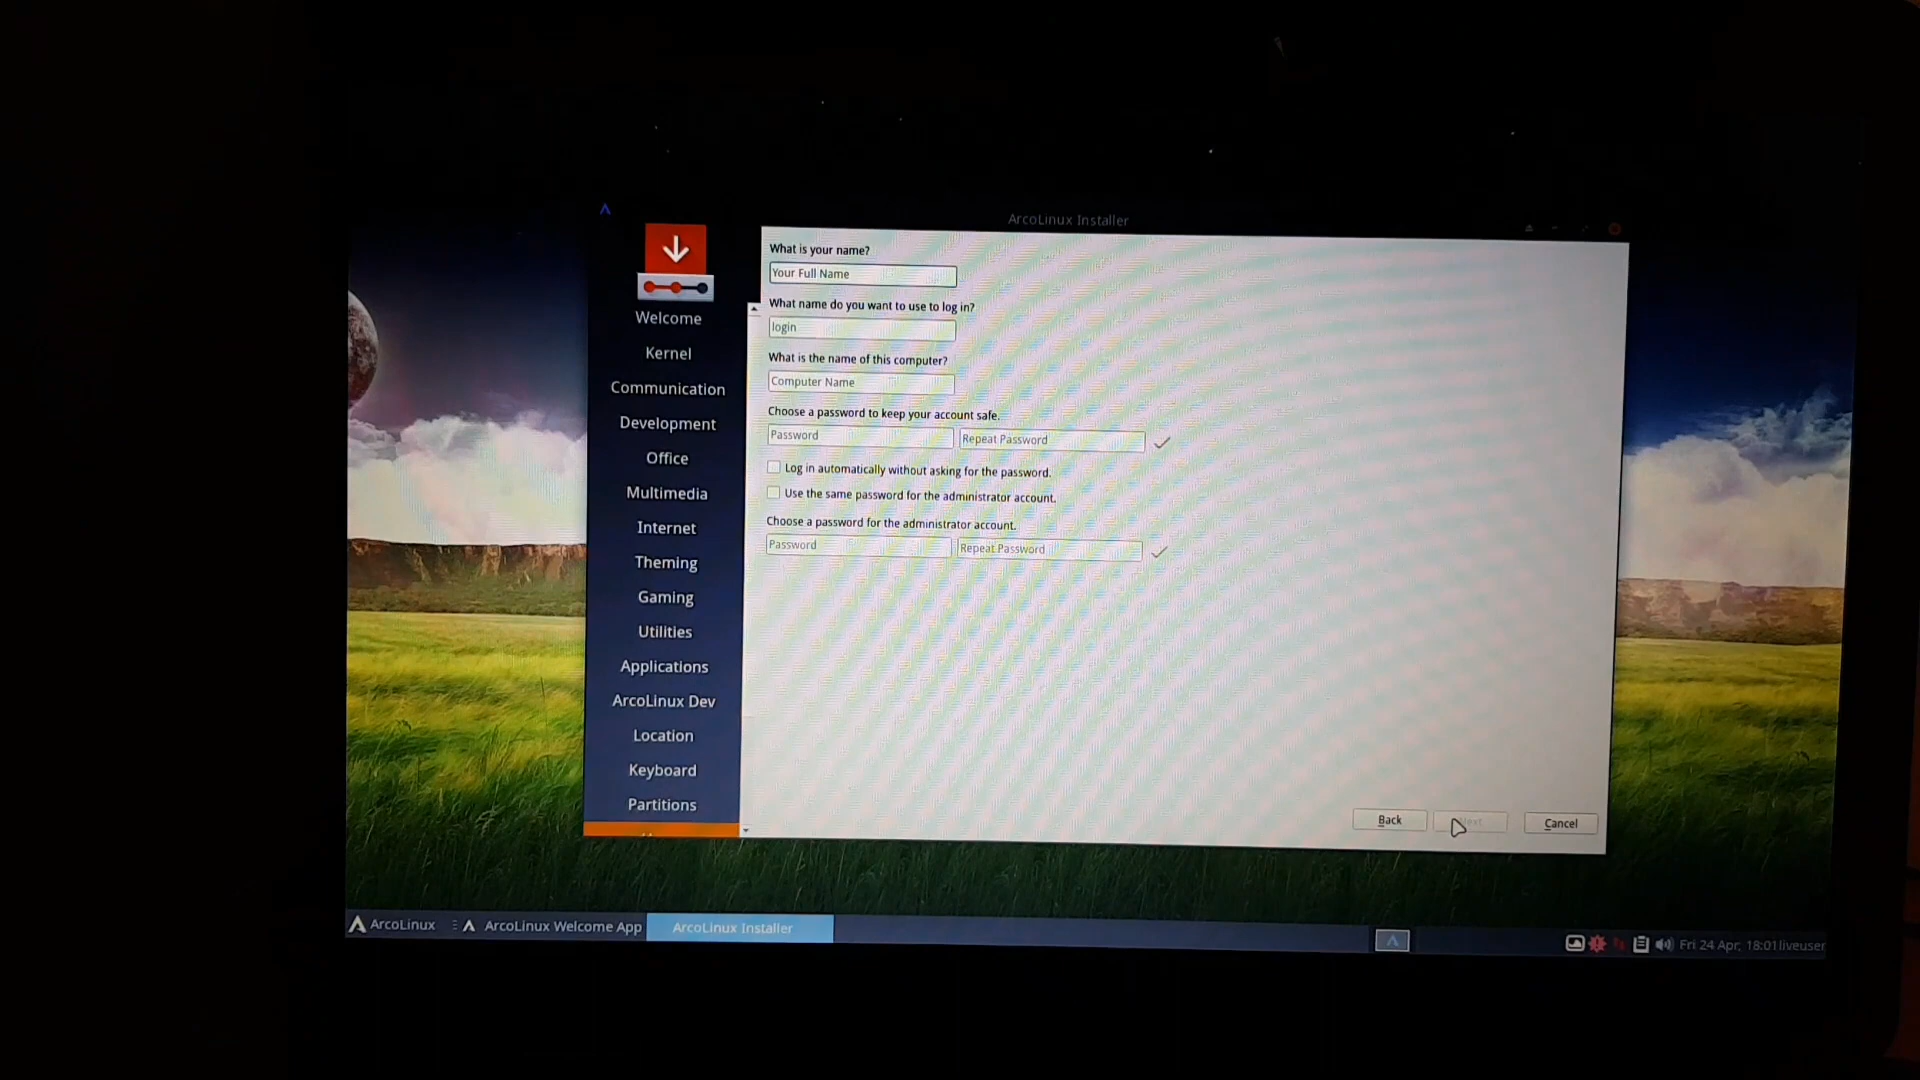 ArcoLinux Installer
What is your name?
Your Full Name
What name do you want to use to log in?
login
What is the name of this computer?
Computer Name
Choose a password to keep your account safe.
Password Repeat Password
Log in automatically without asking for the password.
Use the same password for the administrator account.
Choose a password for the administrator account.
Password Repeat Password
Welcome
Kernel
Communication
Development
Office
Multimedia
Internet
Theming
Gaming
Utilities
Applications
ArcoLinux Dev
Location
Keyboard
Partitions
Back Cancel
ArcoLinux ArcoLinux Welcome App ArcoLinux Installer Fri 24 Apr, 18:01 liveuser